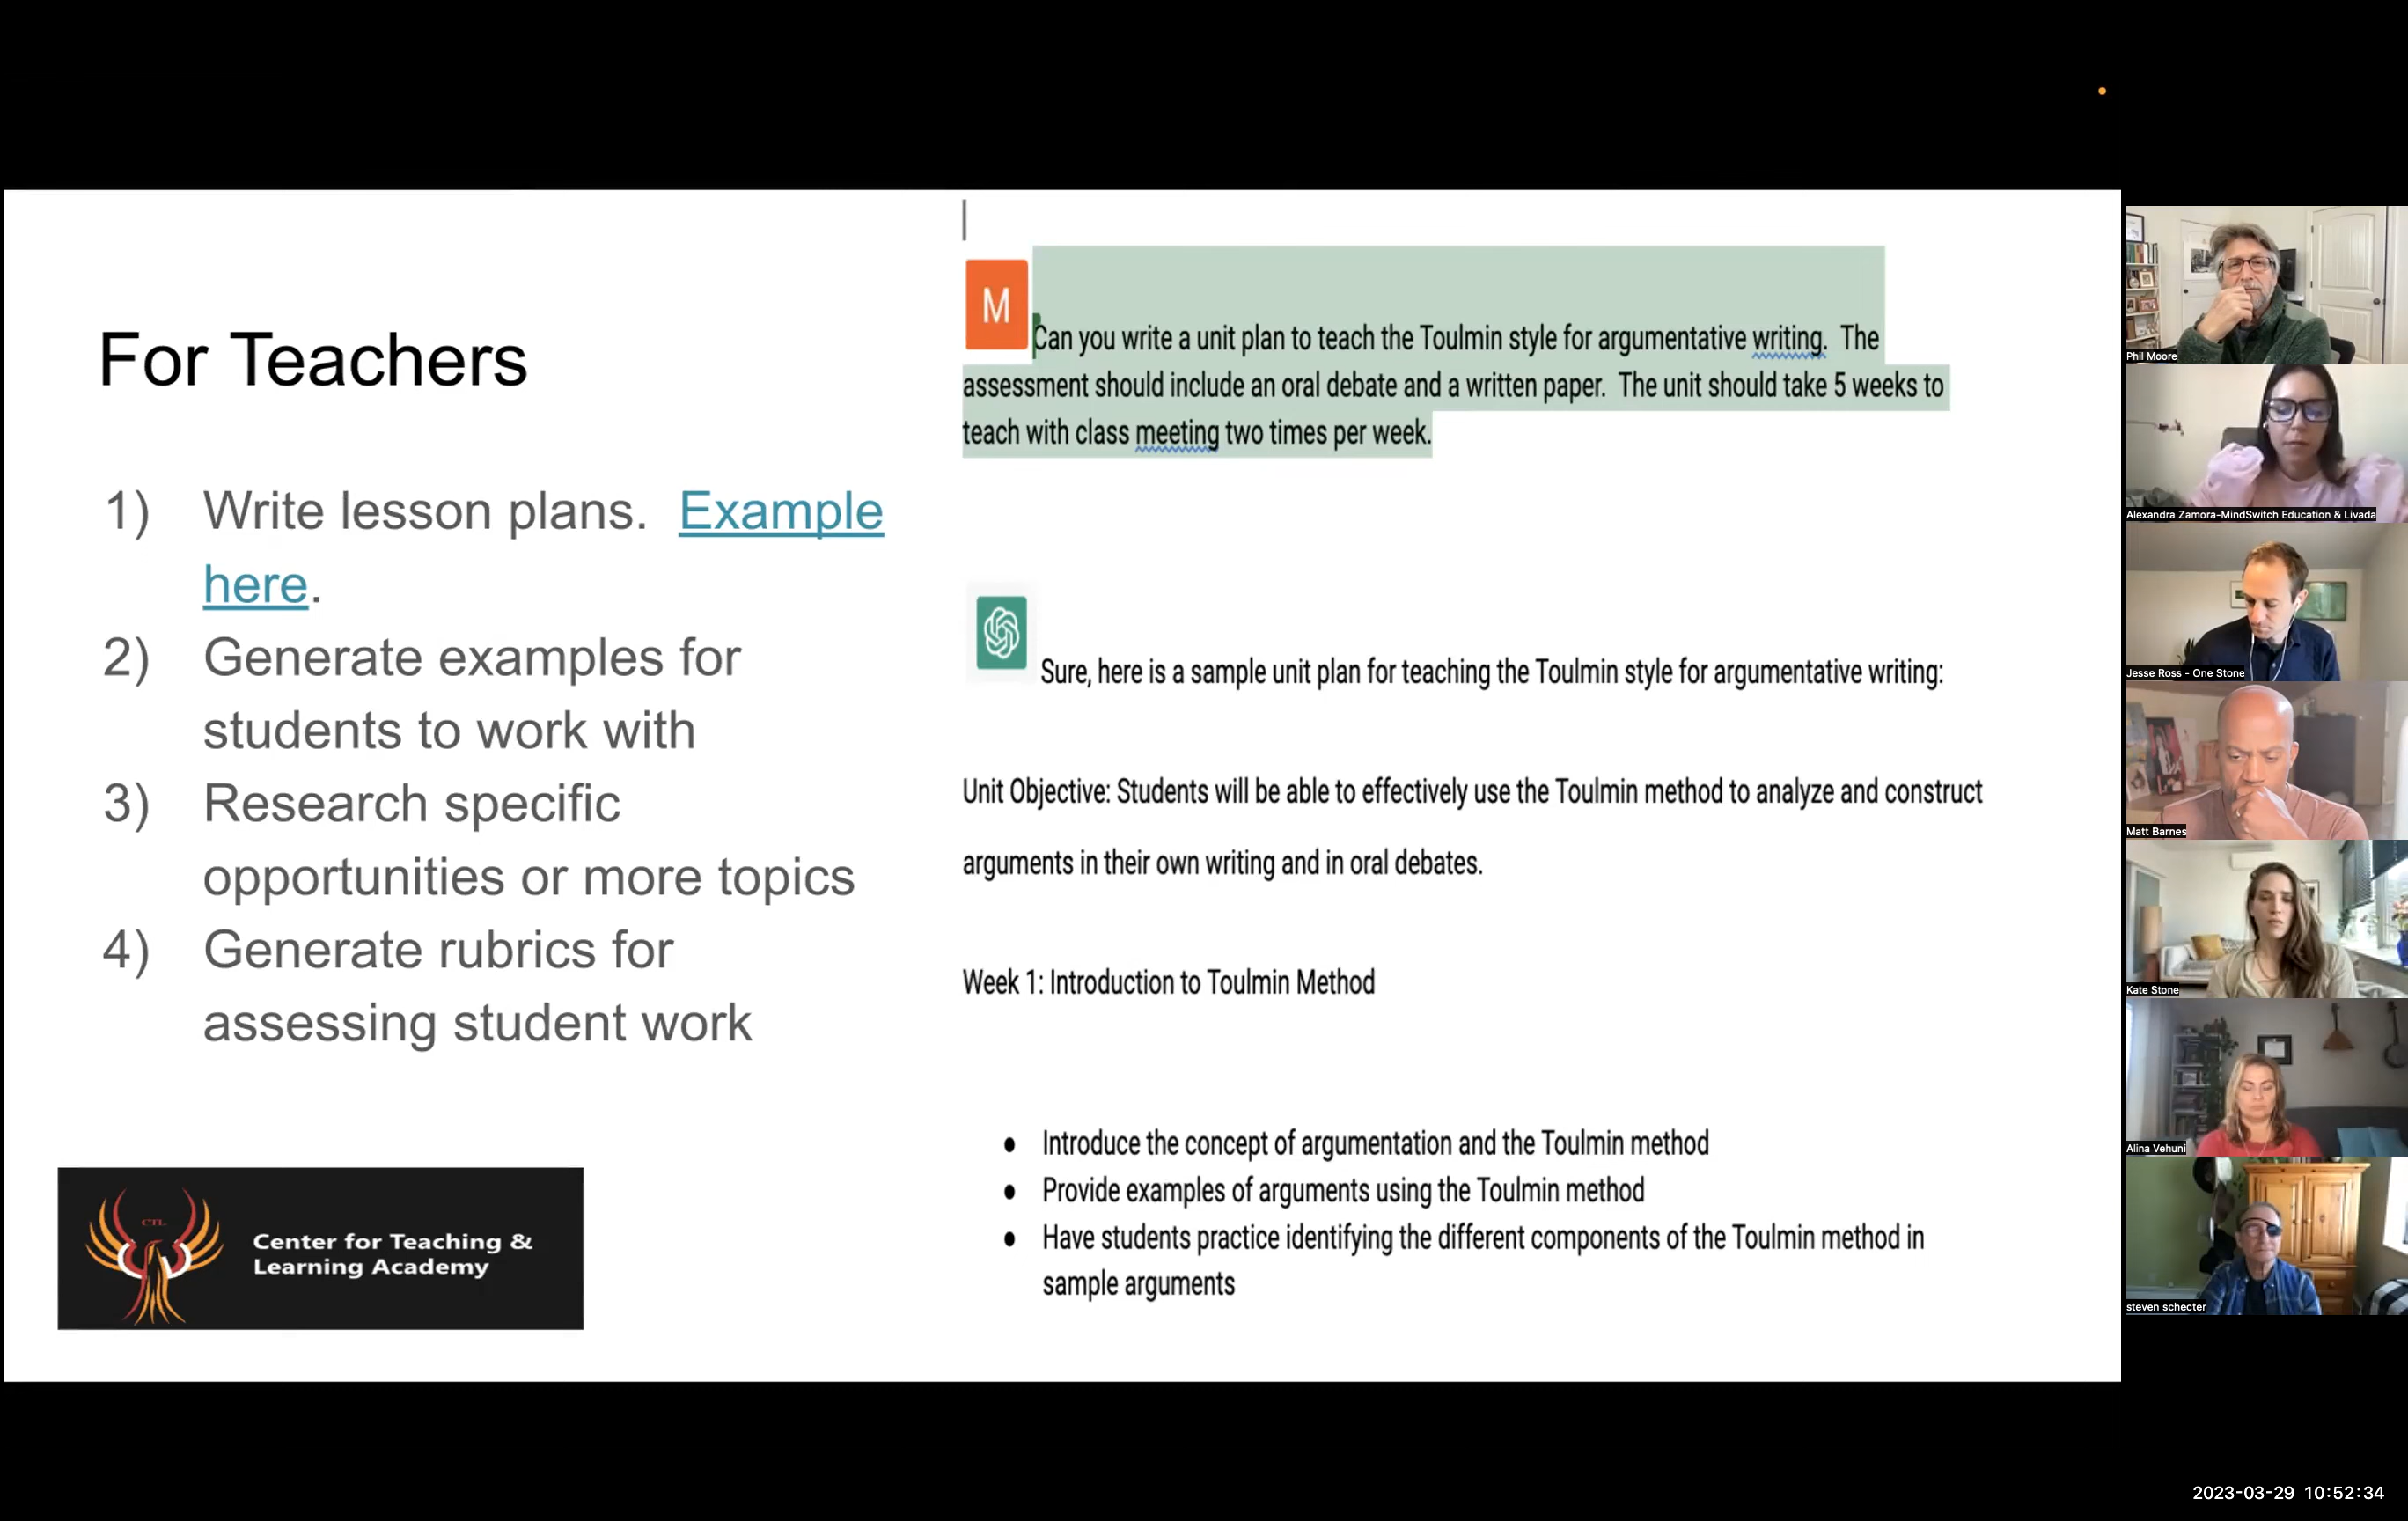 For Teachers
1) Write lesson plans. Example
here.
2) Generate examples for
students to work with
3) Research specific
opportunities or more topics
4) Generate rubrics for
assessing student work
CTL
Center for Teaching &
Learning Academy
M
Can you write a unit plan to teach the Toulmin style for argumentative writing. The
assessment should include an oral debate and a written paper. The unit should take 5 weeks to
teach with class meeting two times per week.
Sure, here is a sample unit plan for teaching the Toulmin style for argumentative writing:
Unit Objective: Students will be able to effectively use the Toulmin method to analyze and construct
arguments in their own writing and in oral debates.
Week 1: Introduction to Toulmin Method
● Introduce the concept of argumentation and the Toulmin method
● Provide examples of arguments using the Toulmin method
● Have students practice identifying the different components of the Toulmin method in
sample arguments
Phil Moore
Alexandra Zamora-MindSwitch Education & Livada
Jesse Ross - One Stone
Matt Barnes
Kate Stone
Alina Vehuni
steven schecter
2023-03-29 10:52:34